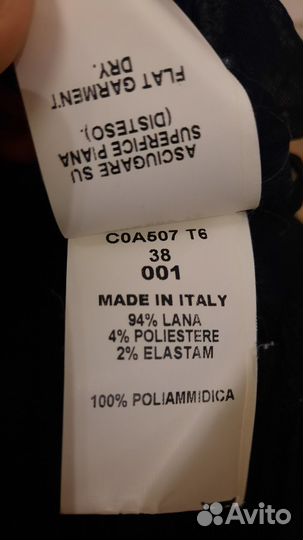 ASCIUGARE SU
SUPERFICE PIANA
(DISTESO).
FLAT GARMENT
DRY.
C0A507 T6
38
001
MADE IN ITALY
94% LANA
4% POLIESTERE
2% ELASTAM
100% POLIAMMIDICA
Avito